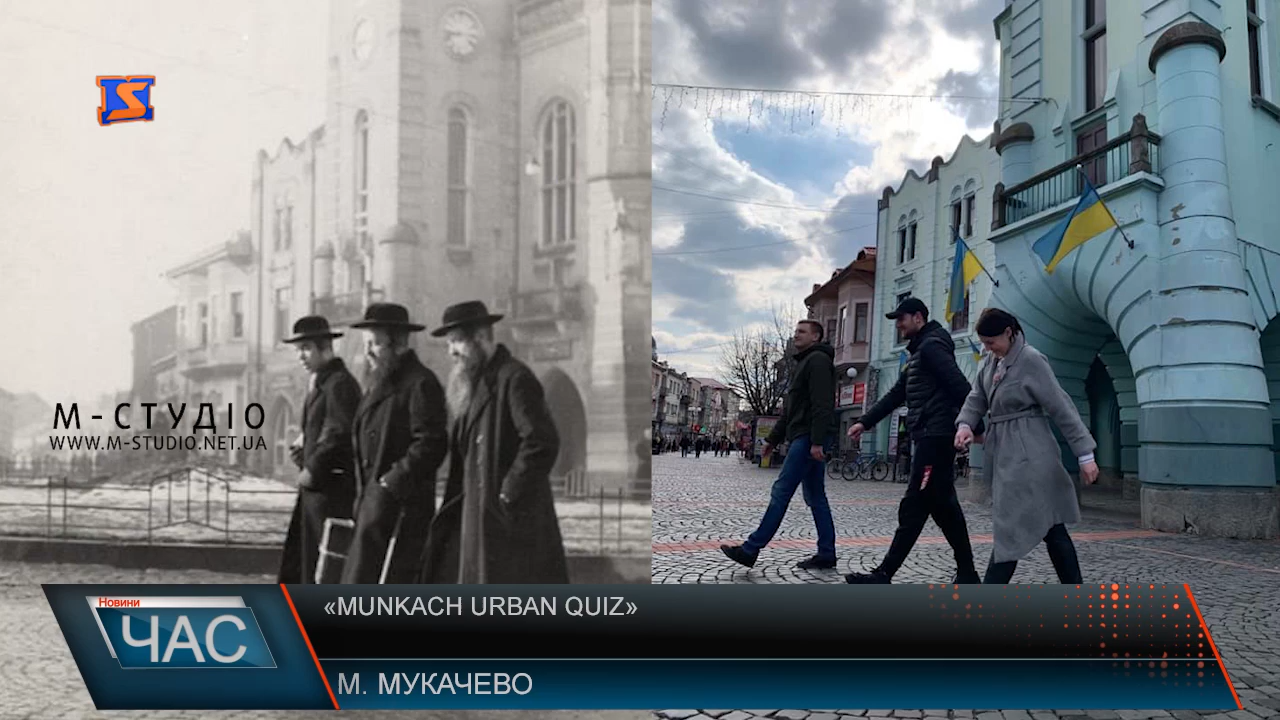 М-СТУДІО
WWW.M-STUDIO.NET.UA
Новини
ЧАС
«MUNKACH URBAN QUIZ»
М. МУКАЧЕВО